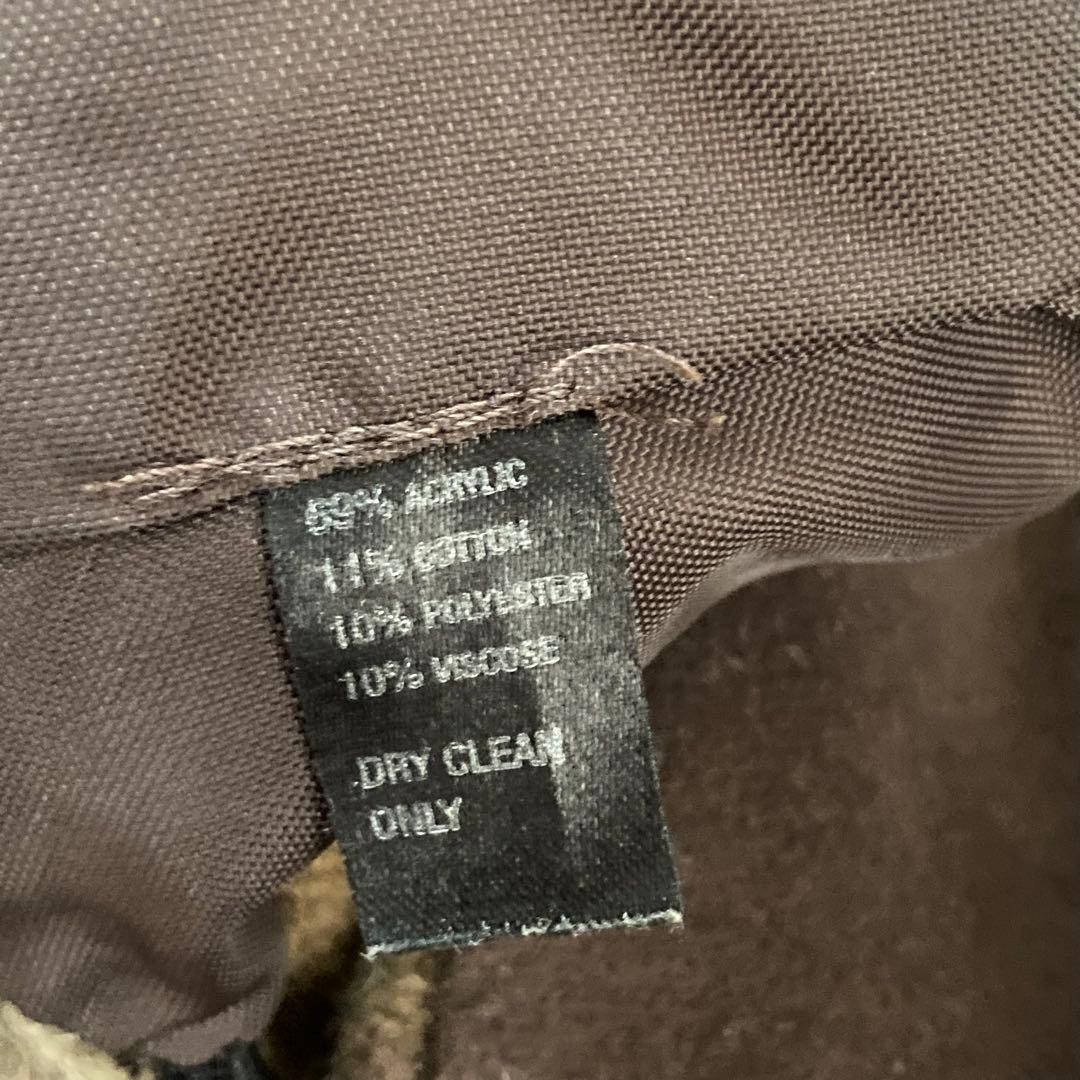 69% ACRYLIC
11% COTTON
10% POLYESTER
10% VISCOSE
DRY CLEAN
ONLY